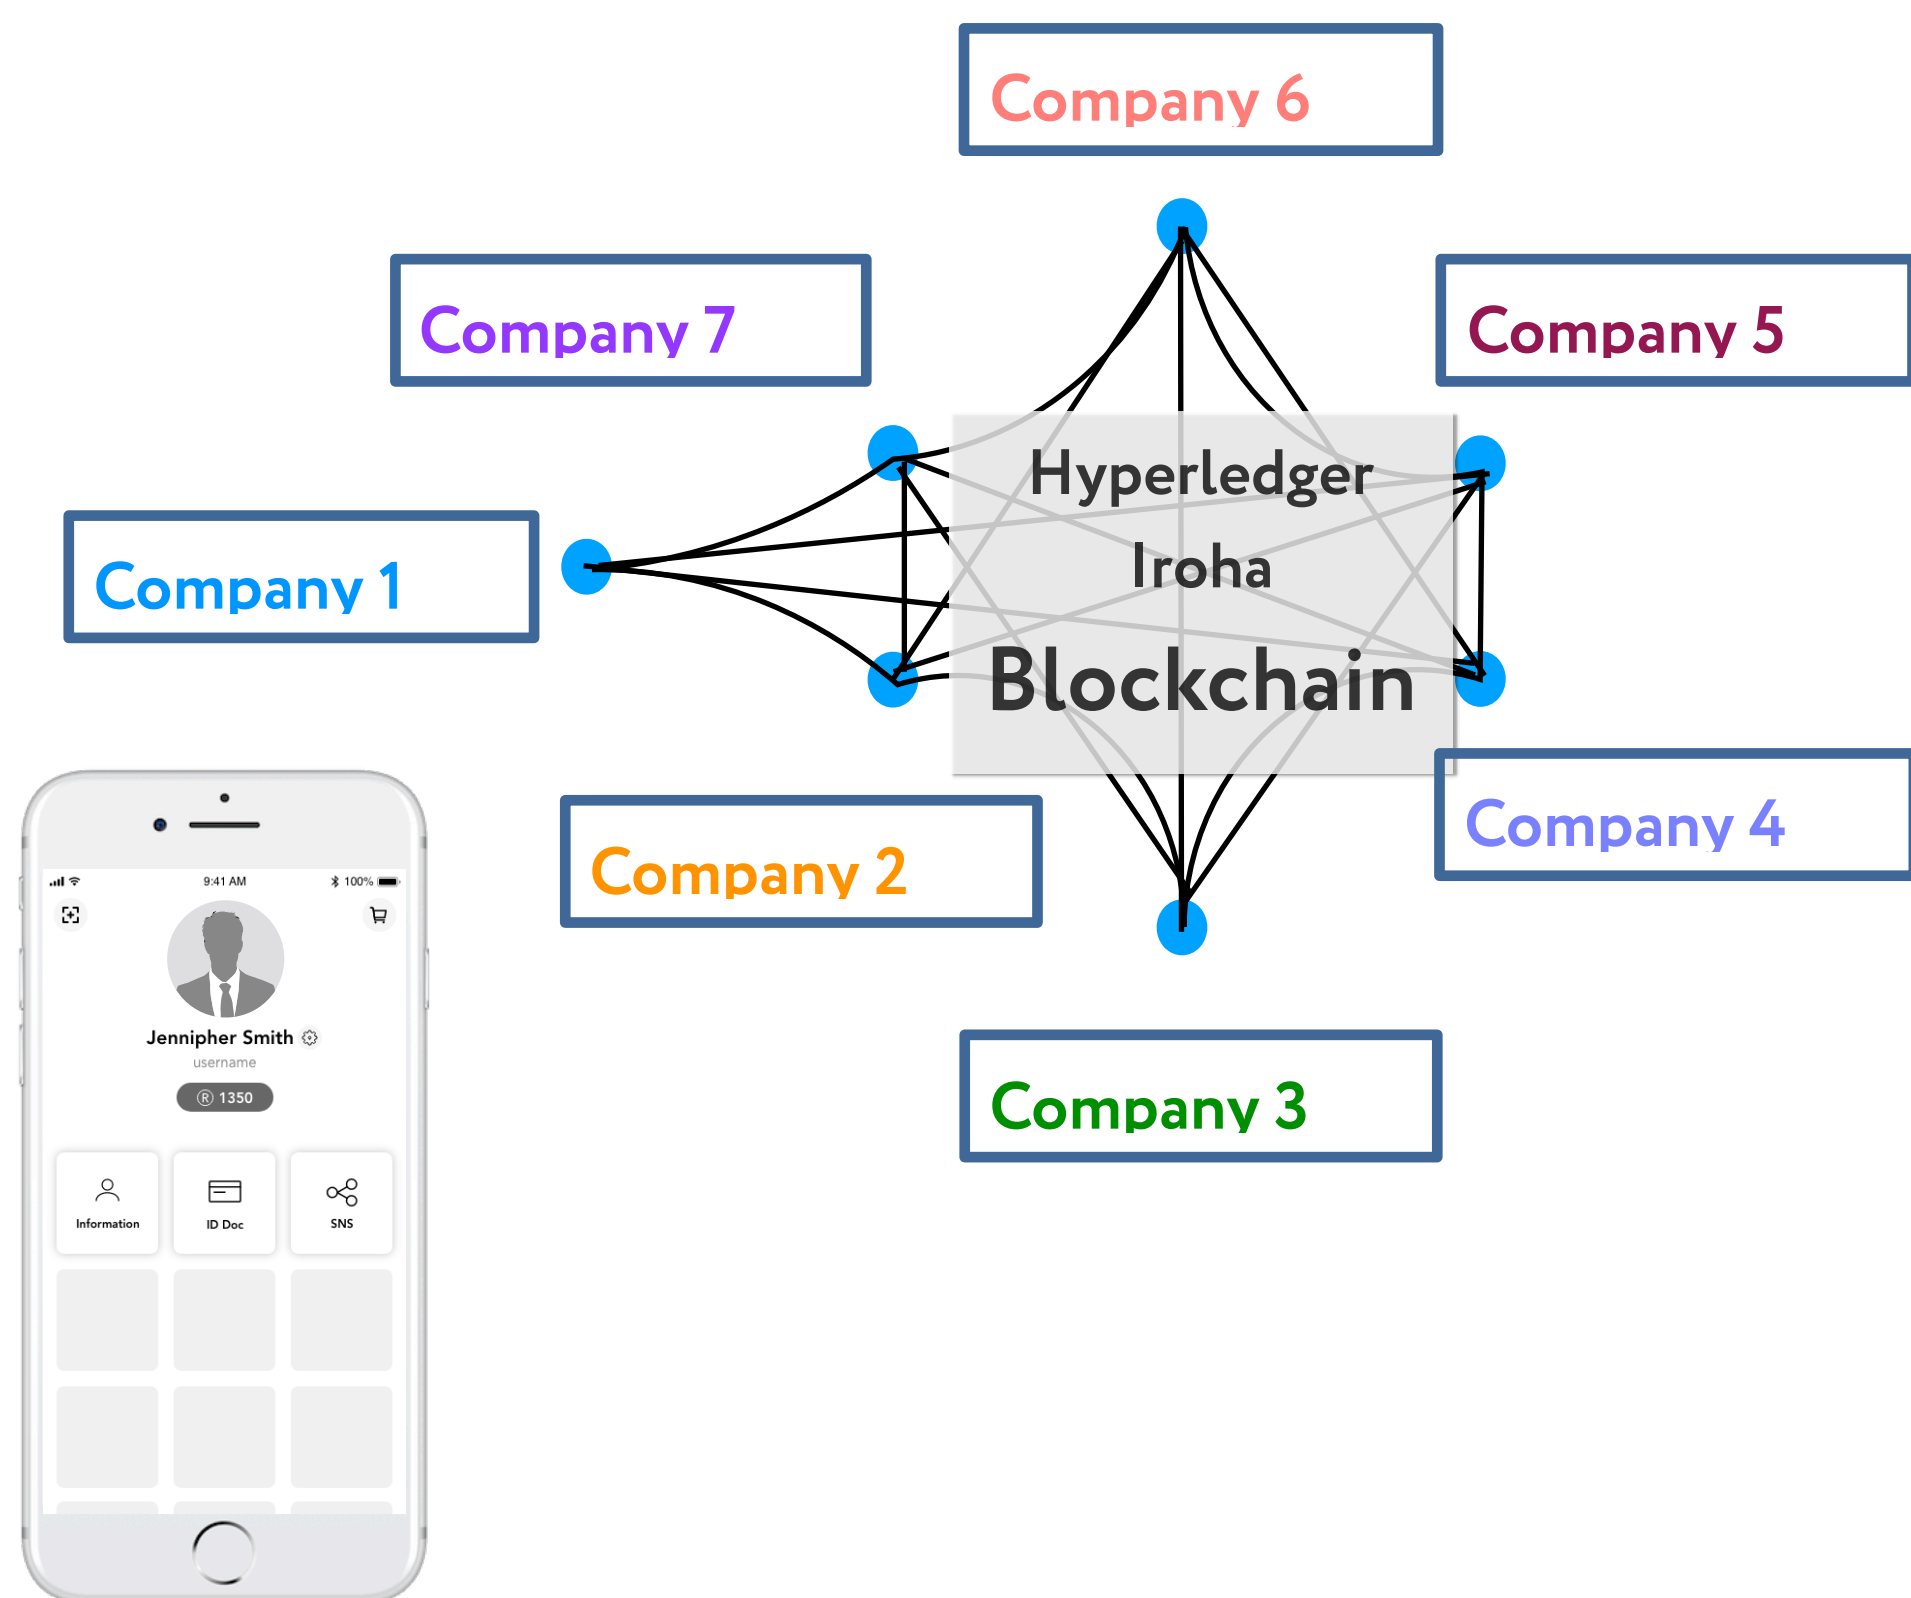 Company 6
Company 7
Company 5
Hyperledger
Iroha
Blockchain
Company 1
Company 4
Company 2
Company 3
9:41 AM
100%
Jennipher Smith
username
Ⓡ 1350
Information
ID Doc
SNS